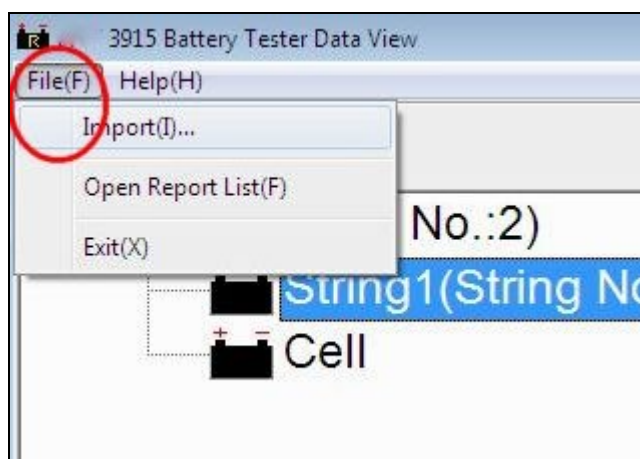 3915 Battery Tester Data View
File(F) Help(H)
Import(I)...
Open Report List(F)
Exit(X)
No.:2)
String1(String No
Cell